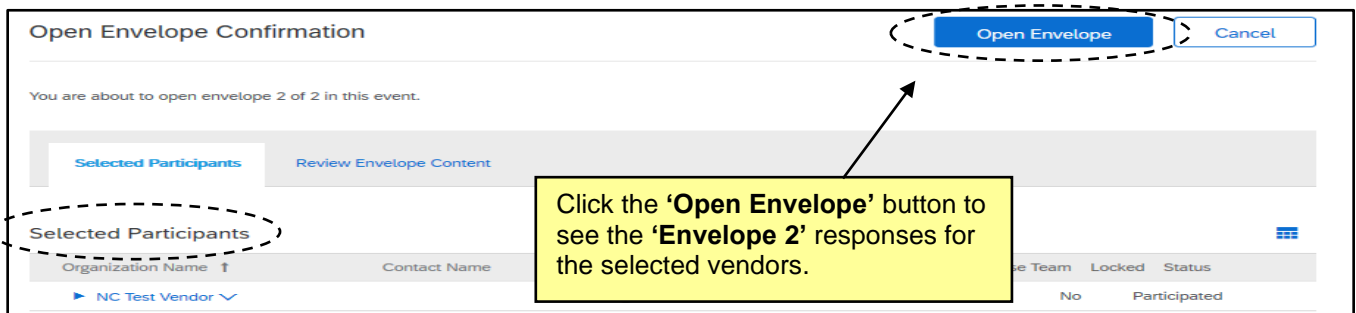 Open Envelope Confirmation
Open Envelope
Cancel
You are about to open envelope 2 of 2 in this event.
Selected Participants
Review Envelope Content
Click the ‘Open Envelope’ button to
see the ‘Envelope 2’ responses for
the selected vendors.
Selected Participants
Organization Name ↑ Contact Name Team Locked Status
► NC Test Vendor No Participated